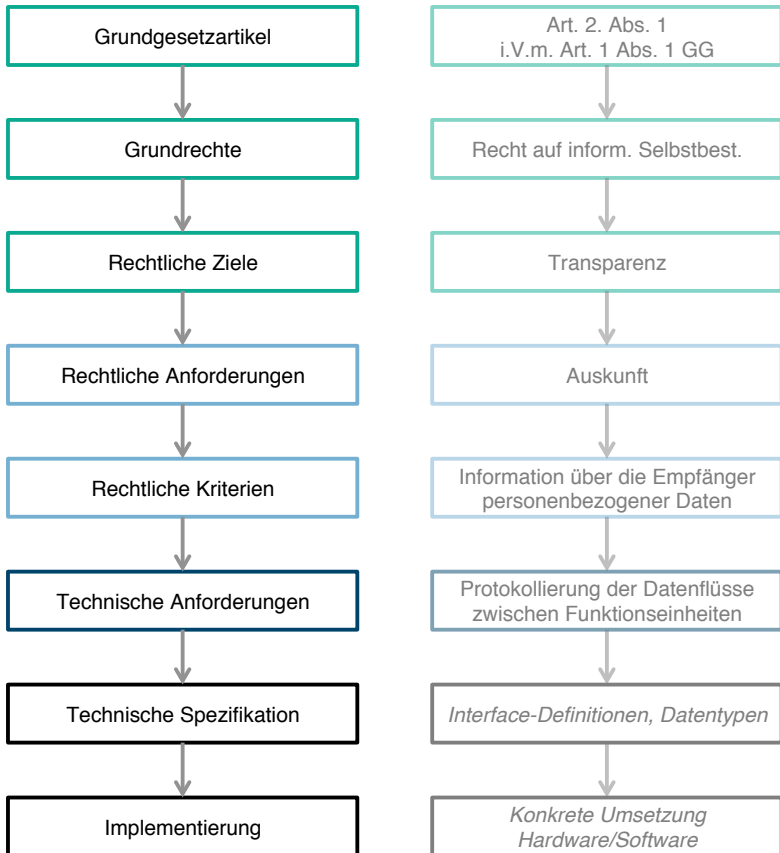 Grundgesetzartikel
Art. 2. Abs. 1
i.V.m. Art. 1 Abs. 1 GG
Grundrechte
Recht auf inform. Selbstbest.
Rechtliche Ziele
Transparenz
Rechtliche Anforderungen
Auskunft
Rechtliche Kriterien
Information über die Empfänger
personenbezogener Daten
Technische Anforderungen
Protokollierung der Datenflüsse
zwischen Funktionseinheiten
Technische Spezifikation
Interface-Definitionen, Datentypen
Implementierung
Konkrete Umsetzung
Hardware/Software